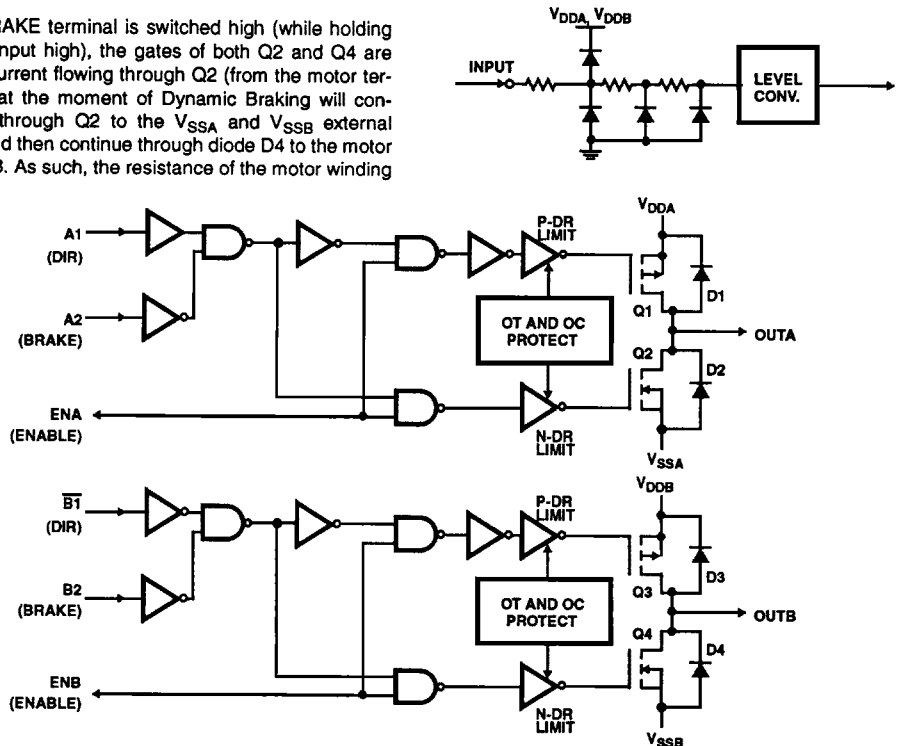 AKE terminal is switched high (while holding
nput high), the gates of both Q2 and Q4 are
urrent flowing through Q2 (from the motor ter-
at the moment of Dynamic Braking will con-
through Q2 to the VSSA and VSSB external
d then continue through diode D4 to the motor
B. As such, the resistance of the motor winding
VDDA, VDDB
INPUT
LEVEL
CONV.
A1
(DIR)
A2
(BRAKE)
ENA
(ENABLE)
P-DR
LIMIT
OT AND OC
PROTECT
N-DR
LIMIT
VDDA
D1
Q1
OUTA
Q2
D2
VSSA
B1
(DIR)
B2
(BRAKE)
ENB
(ENABLE)
P-DR
LIMIT
OT AND OC
PROTECT
N-DR
LIMIT
VDDB
D3
Q3
OUTB
Q4
D4
VSSB